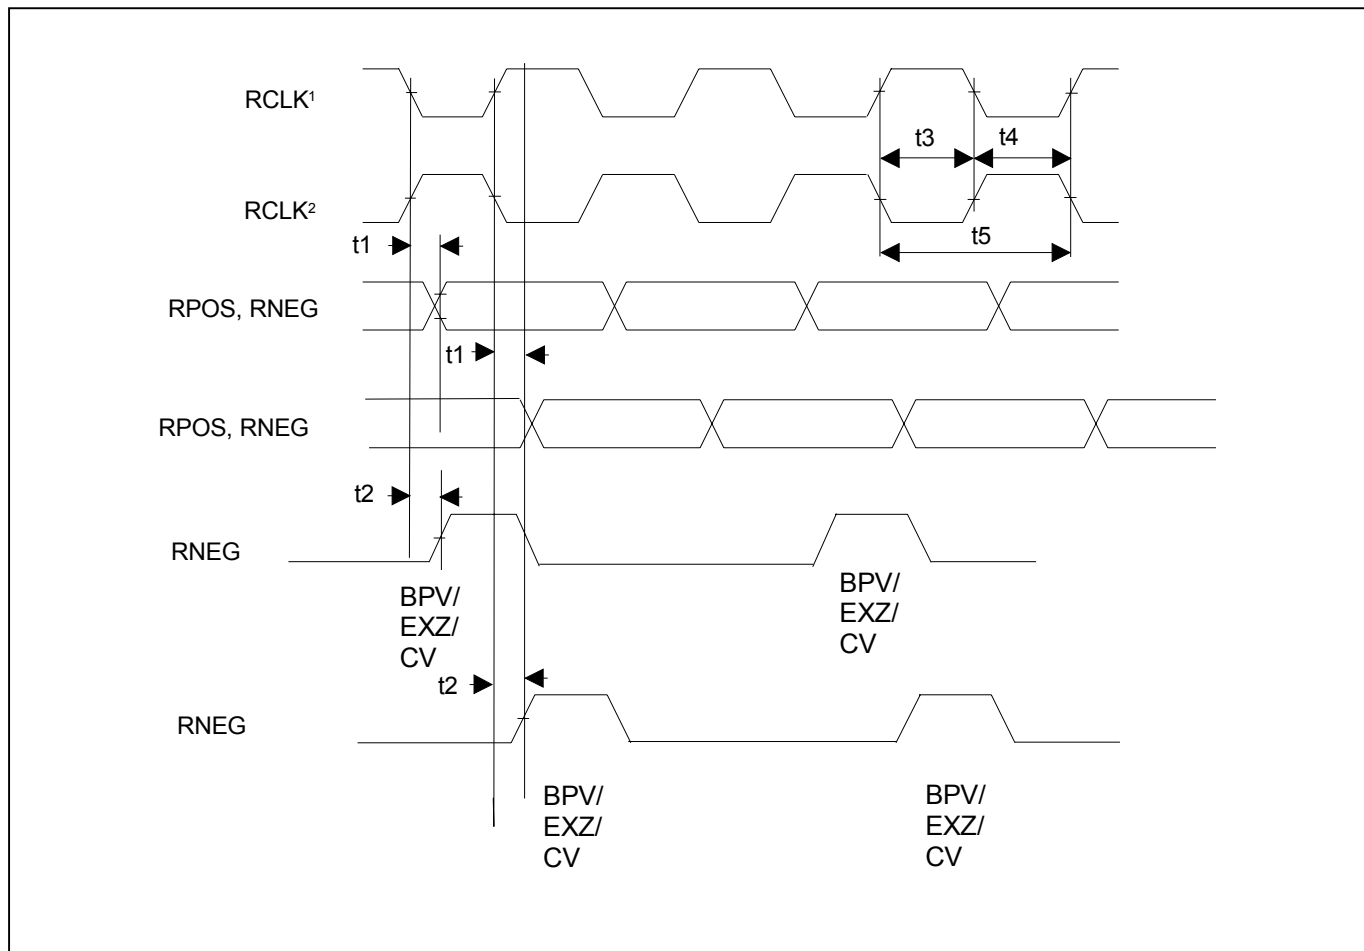 RCLK¹
t3 t4
RCLK²
t1
t5
RPOS, RNEG
t1
RPOS, RNEG
t2
RNEG
BPV/
EXZ/
CV
BPV/
EXZ/
CV
t2
RNEG
BPV/
EXZ/
CV
BPV/
EXZ/
CV